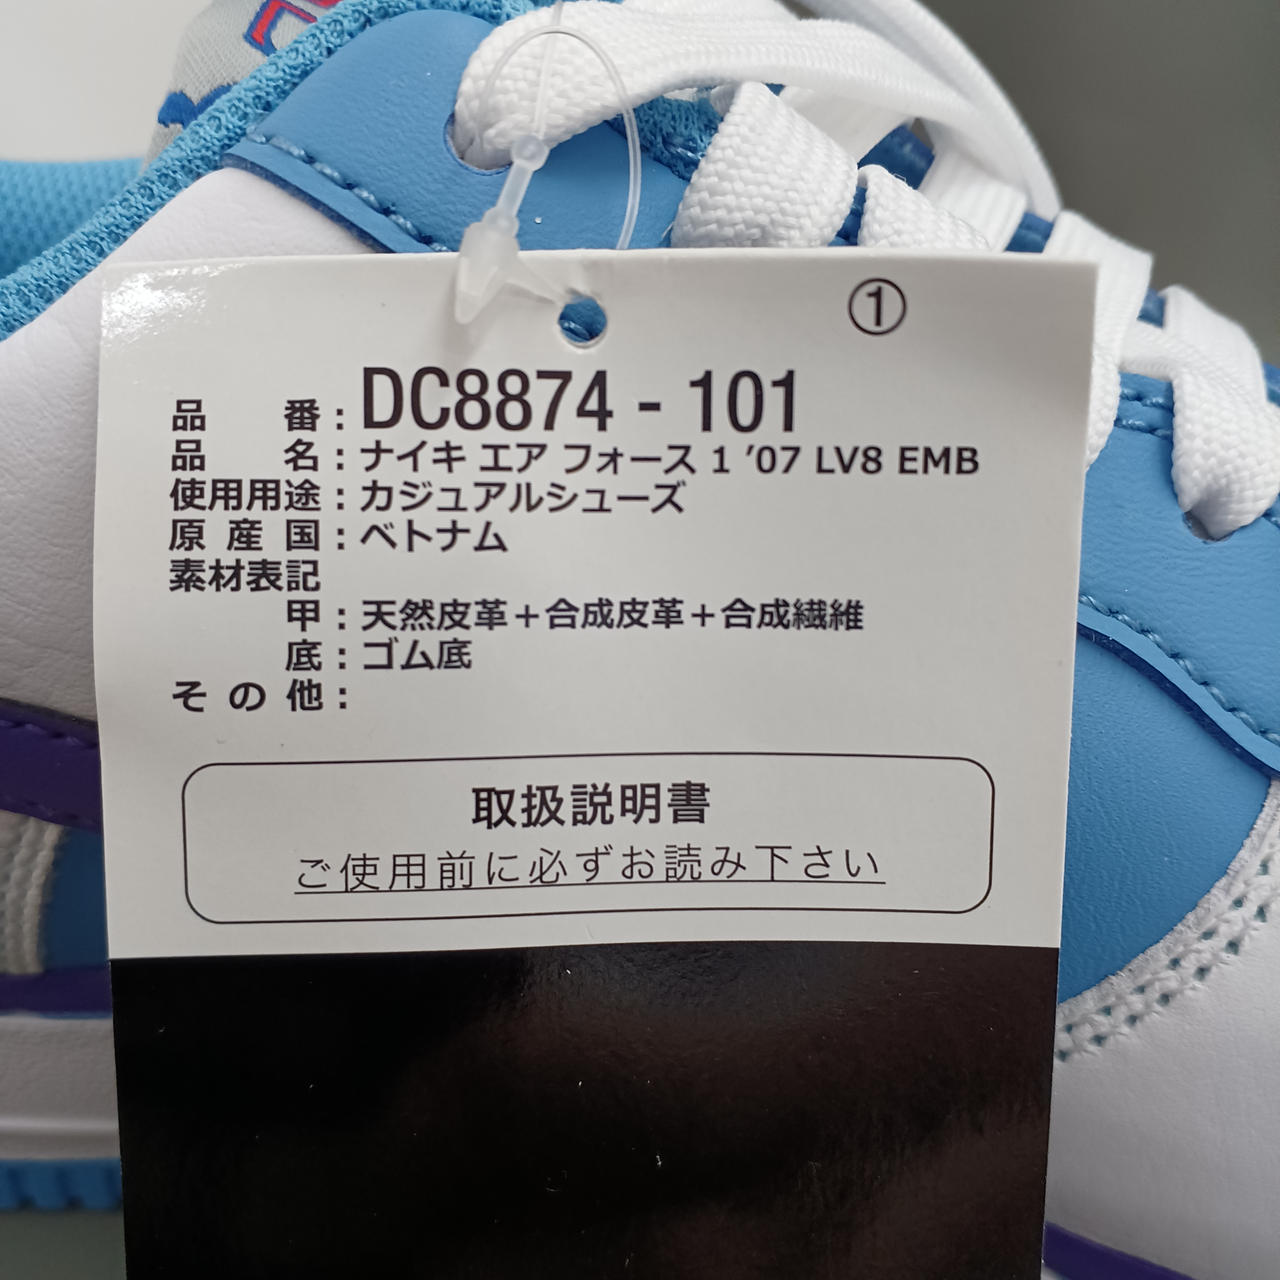 ①
品番：DC8874 - 101
品名：ナイキ エア フォース 1 ’07 LV8 EMB
使用用途：カジュアルシューズ
原産国：ベトナム
素材表記
甲：天然皮革＋合成皮革＋合成繊維
底：ゴム底
その他：
取扱説明書
ご使用前に必ずお読み下さい